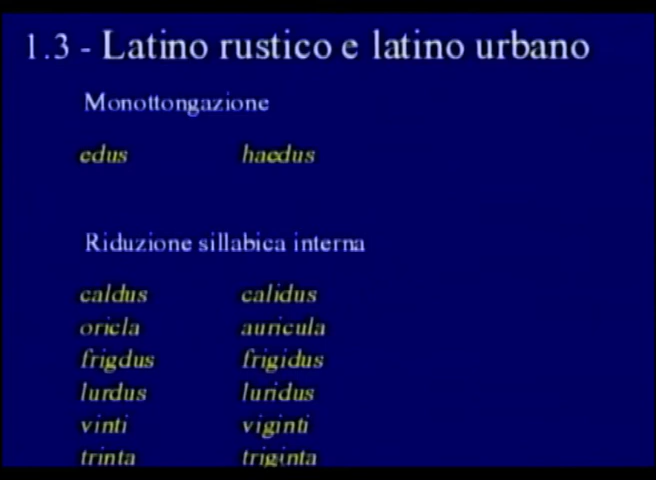 1.3 - Latino rustico e latino urbano
Monottongazione
edus haedus
Riduzione sillabica interna
caldus calidus
oricla auricula
frigdus frigidus
lurdus luridus
vinti viginti
trinta triginta